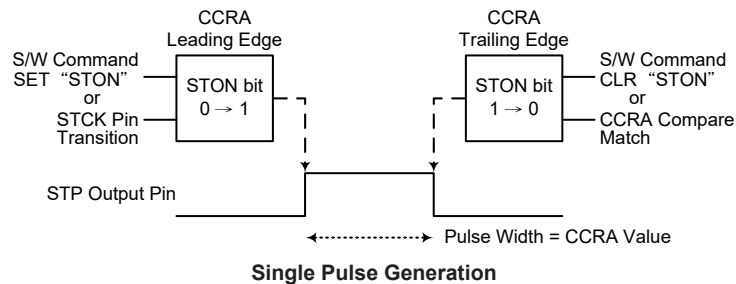 CCRA
Leading Edge
S/W Command
SET “STON”
or
STCK Pin
Transition
STON bit
0 → 1
CCRA
Trailing Edge
STON bit
1 → 0
S/W Command
CLR “STON”
or
CCRA Compare
Match
STP Output Pin
Pulse Width = CCRA Value
Single Pulse Generation